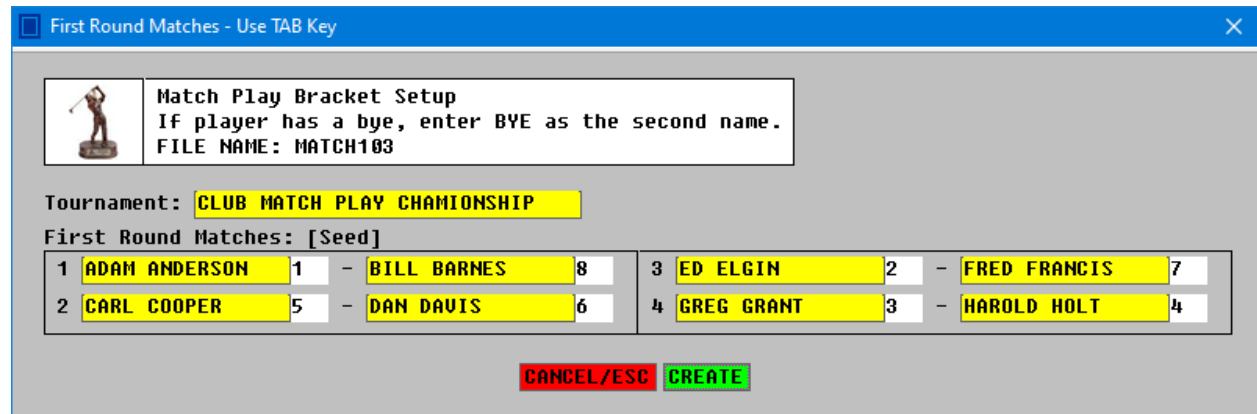 First Round Matches - Use TAB Key
Match Play Bracket Setup
If player has a bye, enter BYE as the second name.
FILE NAME: MATCH103
Tournament: CLUB MATCH PLAY CHAMIONSHIP
First Round Matches: [Seed]
1 ADAM ANDERSON 1 - BILL BARNES 8 3 ED ELGIN 2 - FRED FRANCIS 7
2 CARL COOPER 5 - DAN DAVIS 6 4 GREG GRANT 3 - HAROLD HOLT 4
CANCEL/ESC CREATE